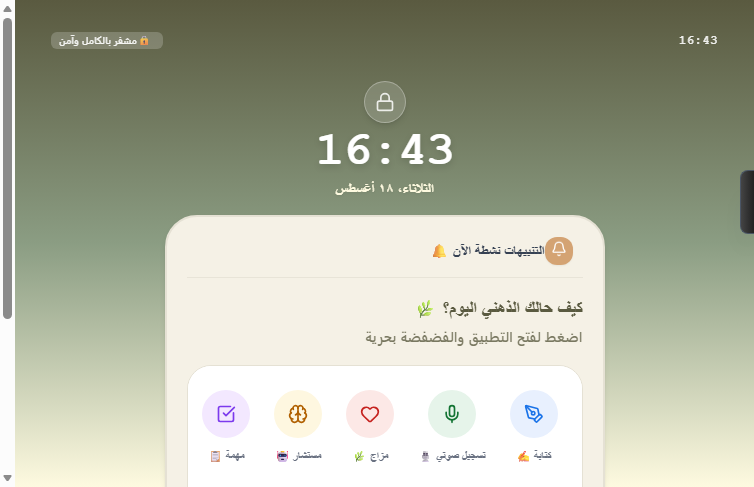 16:43
مشفر بالكامل وآمن 🔒
16:43
الثلاثاء، ١٨ أغسطس
التنبيهات نشطة الآن 🔔
كيف حالك الذهني اليوم؟ 🌿
اضغط لفتح التطبيق والفضفضة بحرية
كتابة ✍️
تسجيل صوتي 🎙️
مزاج 🌿
مستشار 🤖
مهمة 📋